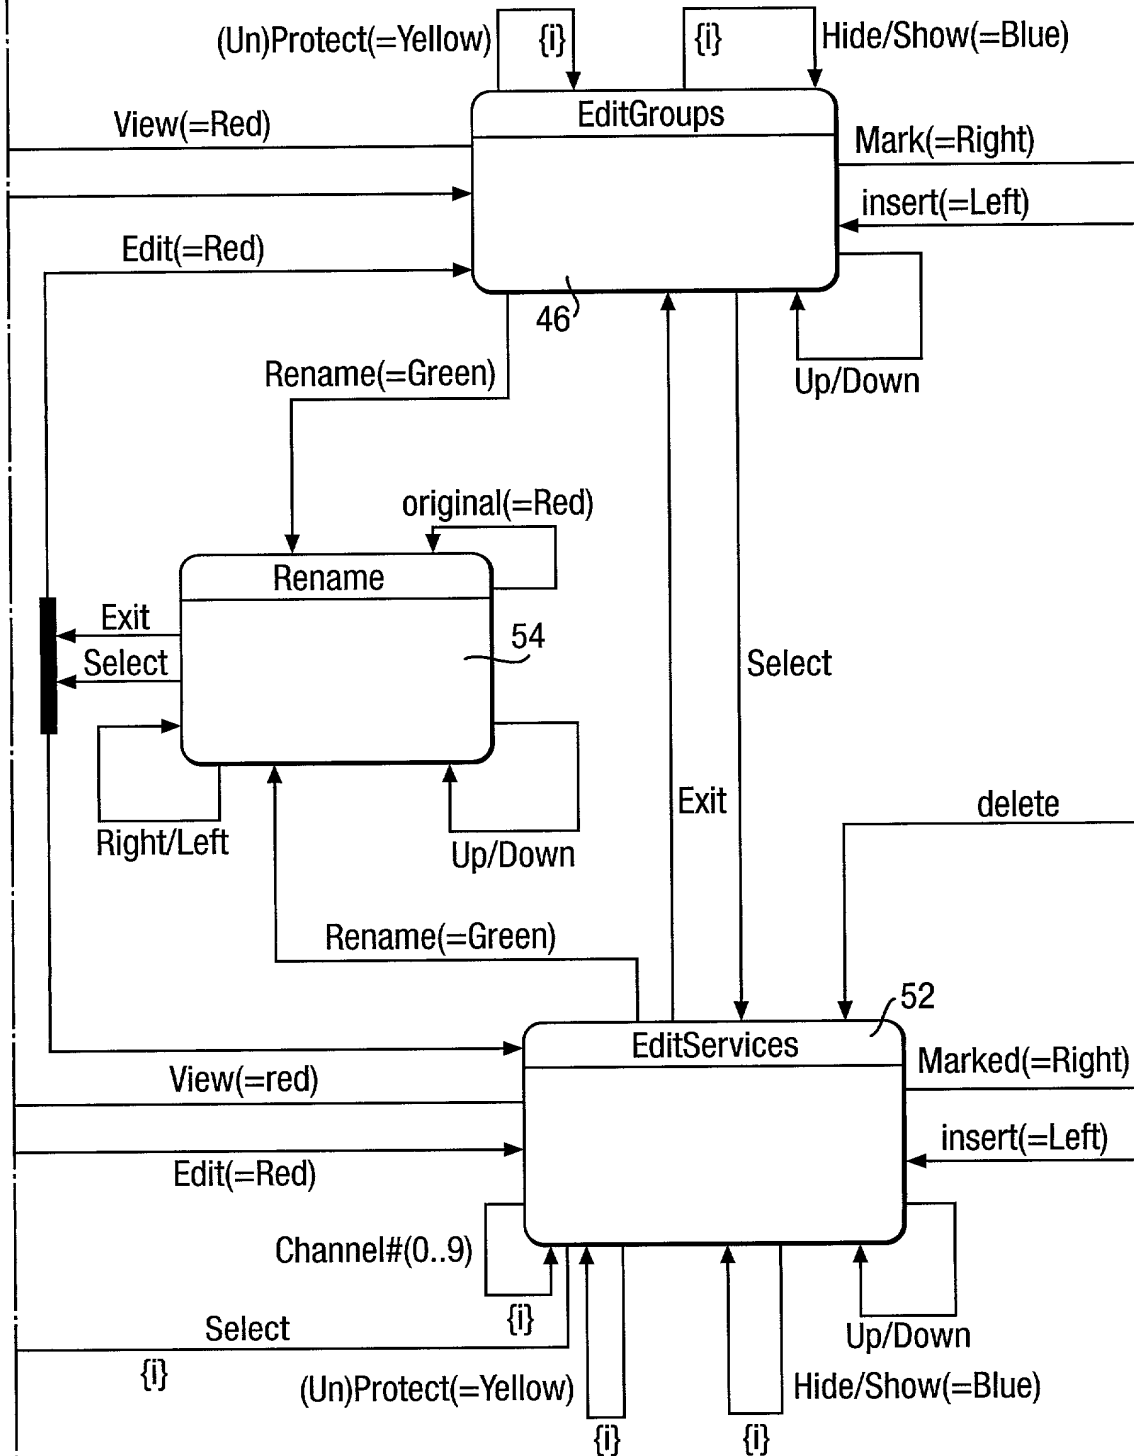 (Un)Protect(=Yellow)
{i}
{i}
Hide/Show(=Blue)
EditGroups
View(=Red)
Mark(=Right)
insert(=Left)
Edit(=Red)
46
Rename(=Green)
Up/Down
original(=Red)
Rename
Exit
54
Select
Select
Exit
delete
Right/Left
Up/Down
Rename(=Green)
52
EditServices
View(=red)
Marked(=Right)
insert(=Left)
Edit(=Red)
Channel#(0..9)
{i}
Select
Up/Down
{i}
(Un)Protect(=Yellow)
Hide/Show(=Blue)
{i}
{i}